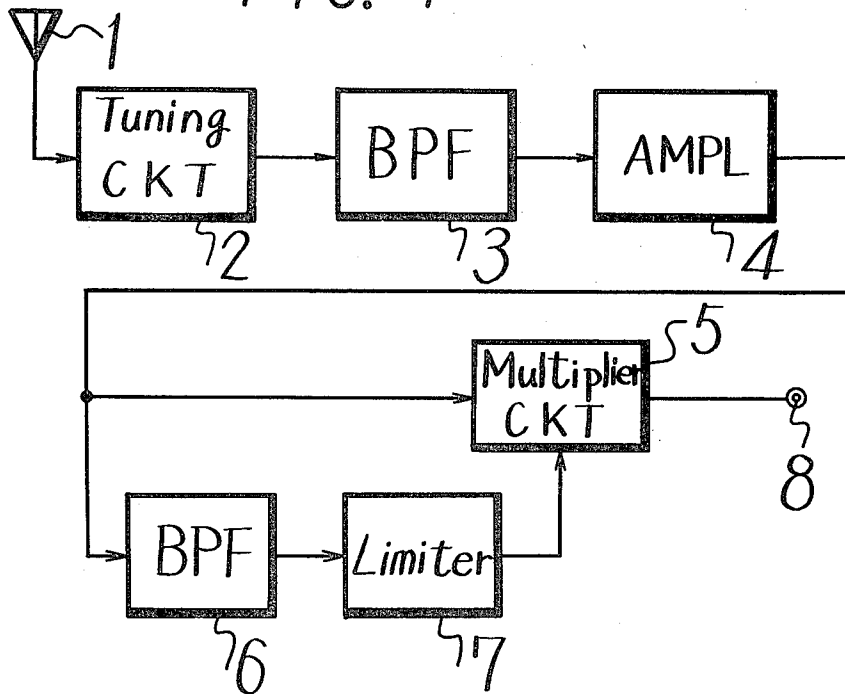 1
Tuning
CKT
2
BPF
3
AMPL
4
Multiplier
CKT
5
8
BPF
6
Limiter
7